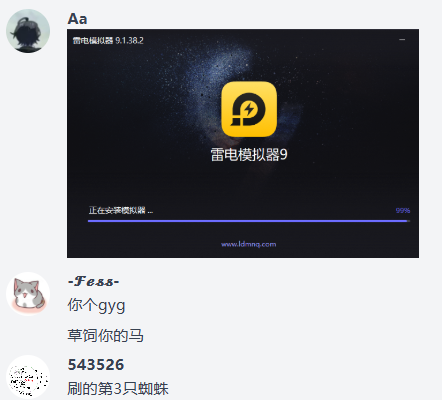 Aa
雷电模拟器 9.1.38.2
雷电模拟器9
正在安装模拟器 ... 99%
www.ldmnq.com
-𝓕𝓮𝓼𝓼-
你个gyg
草饲你的马
543526
刷的第3只蜘蛛